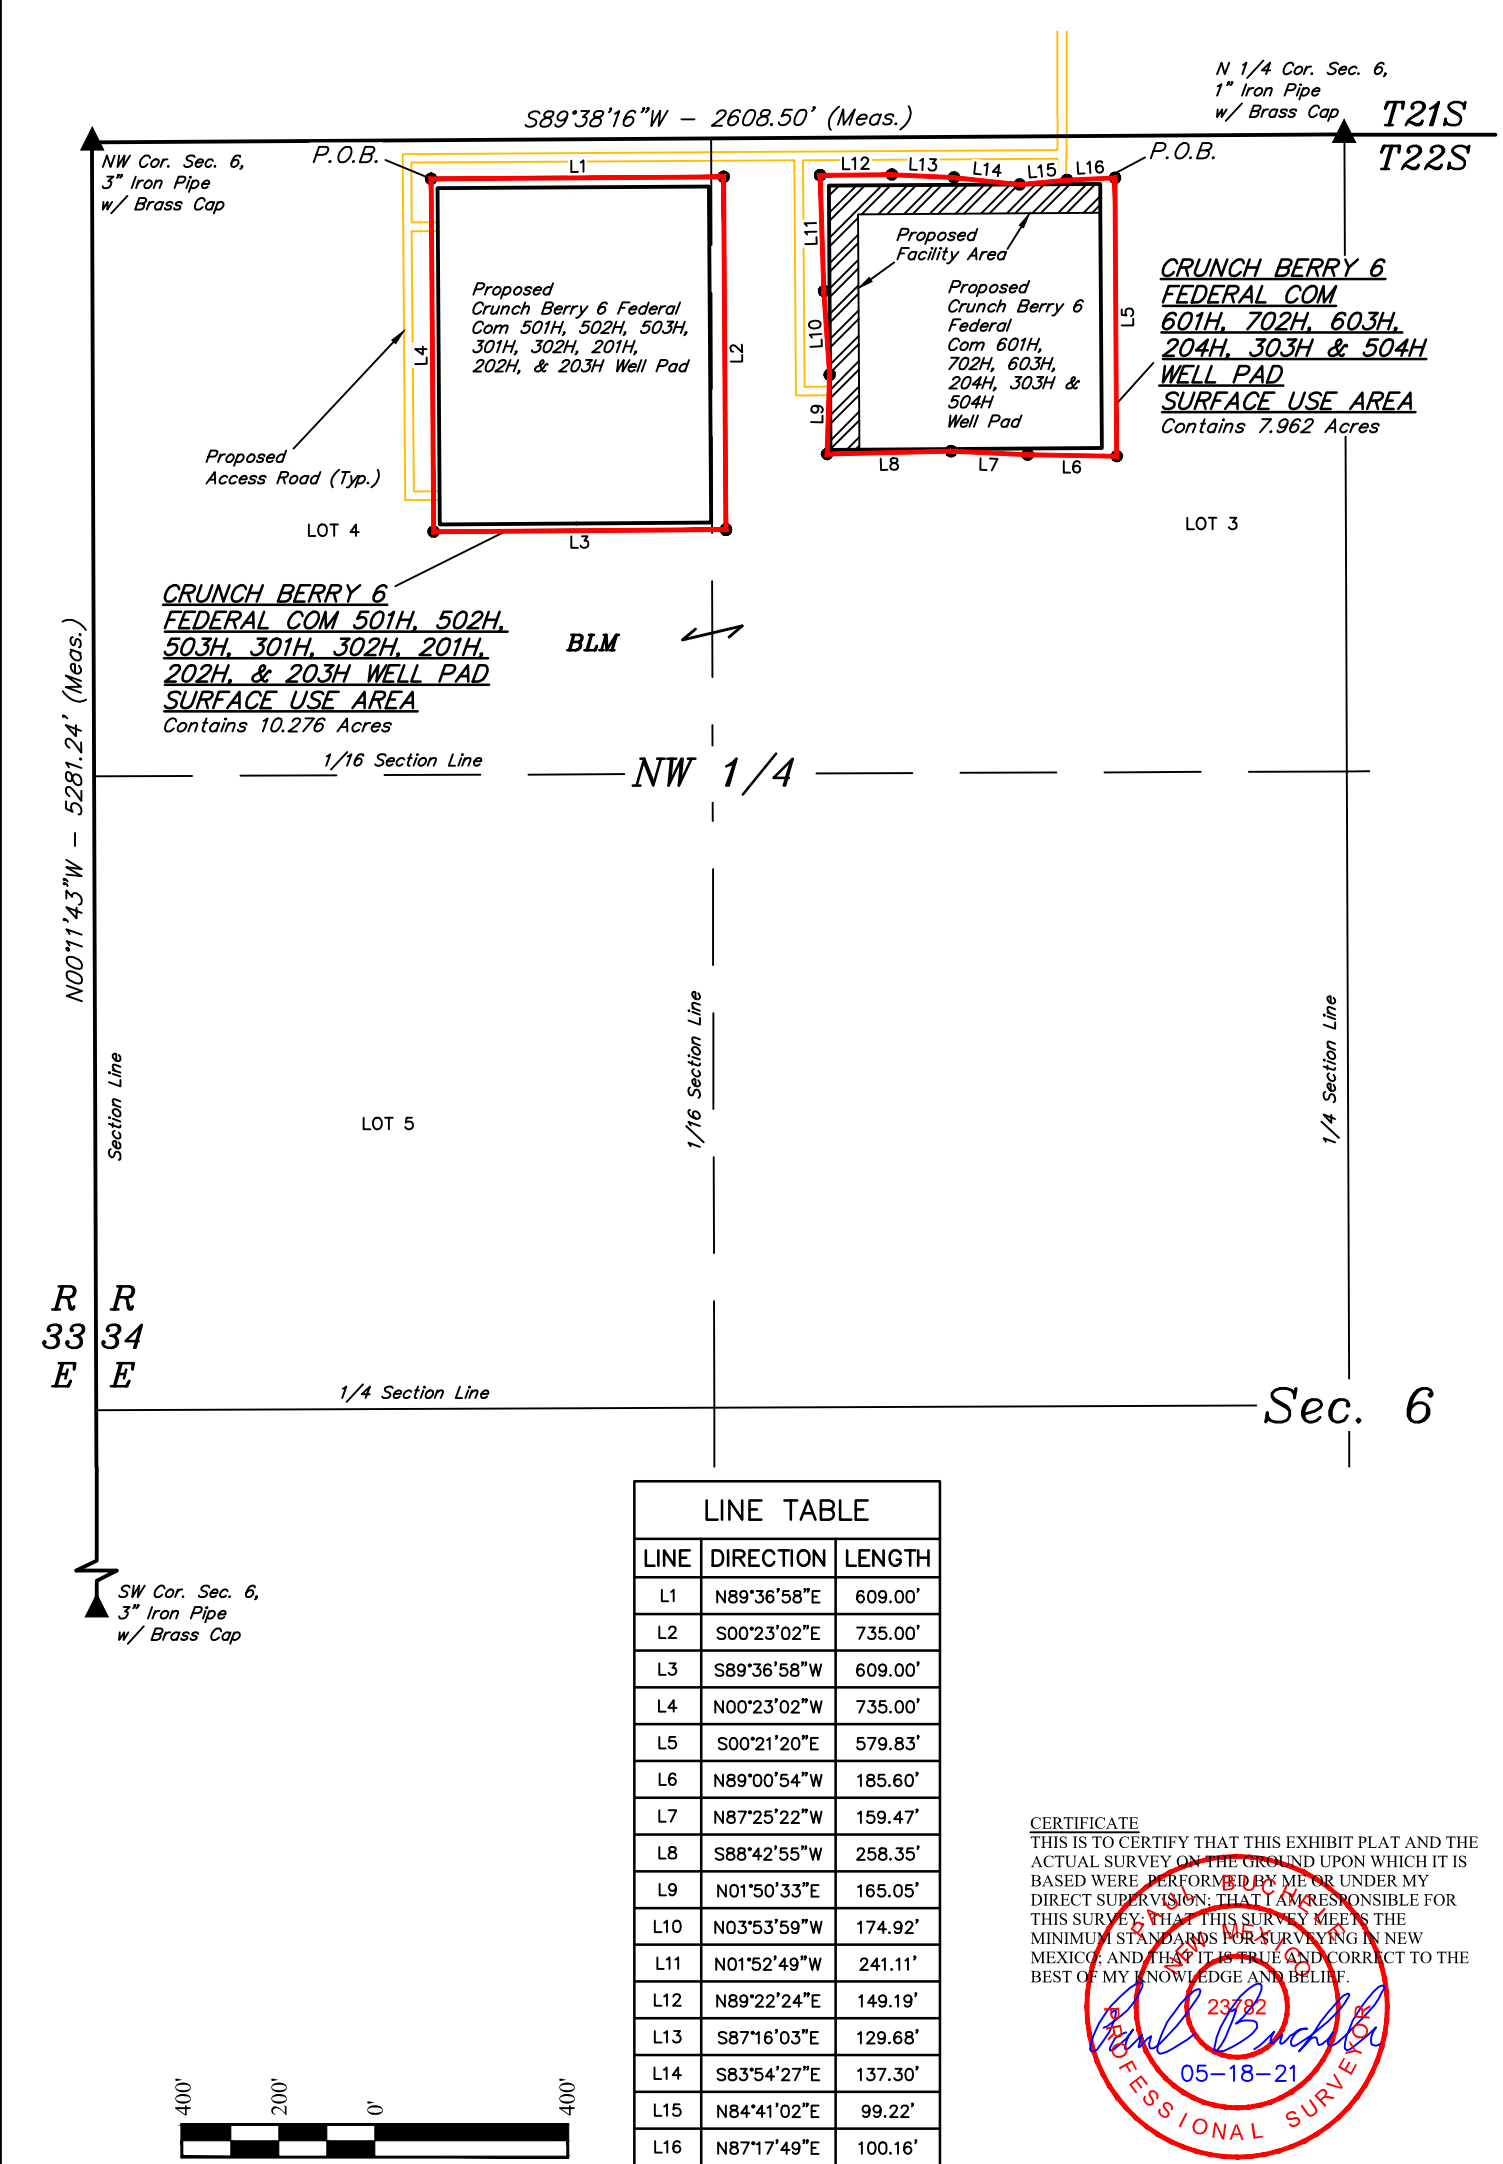 N 1/4 Cor. Sec. 6,
1" Iron Pipe
w/ Brass Cap
T21S
T22S
S89°38'16"W - 2608.50' (Meas.)
NW Cor. Sec. 6,
3" Iron Pipe
w/ Brass Cap
P.O.B.
L1
L12
L13
L14
L15
L16
P.O.B.
L11
Proposed
Facility Area
Proposed
Crunch Berry 6 Federal
Com 501H, 502H, 503H,
301H, 302H, 201H,
202H, & 203H Well Pad
Proposed
Crunch Berry 6
Federal
Com 601H,
702H, 603H,
204H, 303H &
504H
Well Pad
CRUNCH BERRY 6
FEDERAL COM
601H, 702H, 603H,
204H, 303H & 504H
WELL PAD
SURFACE USE AREA
Contains 7.962 Acres
L4
L2
L10
L5
L9
L8
L7
L6
Proposed
Access Road (Typ.)
LOT 4
L3
LOT 3
CRUNCH BERRY 6
FEDERAL COM 501H, 502H,
503H, 301H, 302H, 201H,
202H, & 203H WELL PAD
SURFACE USE AREA
Contains 10.276 Acres
BLM
N00°11'43"W - 5281.24' (Meas.)
1/16 Section Line
NW 1/4
Section Line
1/16 Section Line
1/4 Section Line
LOT 5
R R
33 34
E E
1/4 Section Line
Sec. 6
SW Cor. Sec. 6,
3" Iron Pipe
w/ Brass Cap
LINE TABLE
LINE DIRECTION LENGTH
L1 N89°36'58"E 609.00'
L2 S00°23'02"E 735.00'
L3 S89°36'58"W 609.00'
L4 N00°23'02"W 735.00'
L5 S00°21'20"E 579.83'
L6 N89°00'54"W 185.60'
L7 N87°25'22"W 159.47'
L8 S88°42'55"W 258.35'
L9 N01°50'33"E 165.05'
L10 N03°53'59"W 174.92'
L11 N01°52'49"W 241.11'
L12 N89°22'24"E 149.19'
L13 S87°16'03"E 129.68'
L14 S83°54'27"E 137.30'
L15 N84°41'02"E 99.22'
L16 N87°17'49"E 100.16'
CERTIFICATE
THIS IS TO CERTIFY THAT THIS EXHIBIT PLAT AND THE
ACTUAL SURVEY ON THE GROUND UPON WHICH IT IS
BASED WERE PERFORMED BY ME OR UNDER MY
DIRECT SUPERVISION; THAT I AM RESPONSIBLE FOR
THIS SURVEY; THAT THIS SURVEY MEETS THE
MINIMUM STANDARDS FOR SURVEYING IN NEW
MEXICO; AND THAT IT IS TRUE AND CORRECT TO THE
BEST OF MY KNOWLEDGE AND BELIEF.
PAUL BUCHELE
NEW MEXICO
23782
Paul Buchele
05-18-21
PROFESSIONAL SURVEYOR
400' 200' 0' 400'